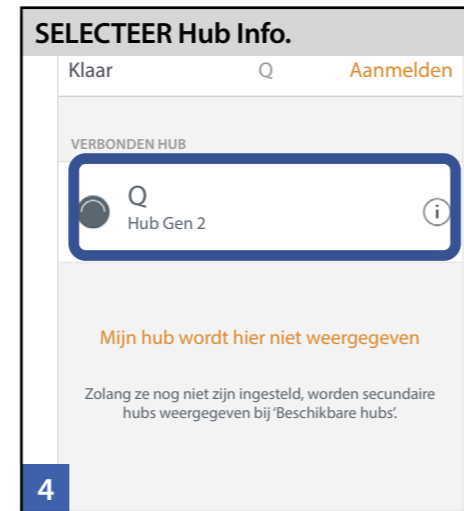 SELECTEER Hub Info.
Klaar Q Aanmelden
VERBONDEN HUB
Q
Hub Gen 2
i
Mijn hub wordt hier niet weergegeven
Zolang ze nog niet zijn ingesteld, worden secundaire
hubs weergegeven bij ‘Beschikbare hubs’.
4